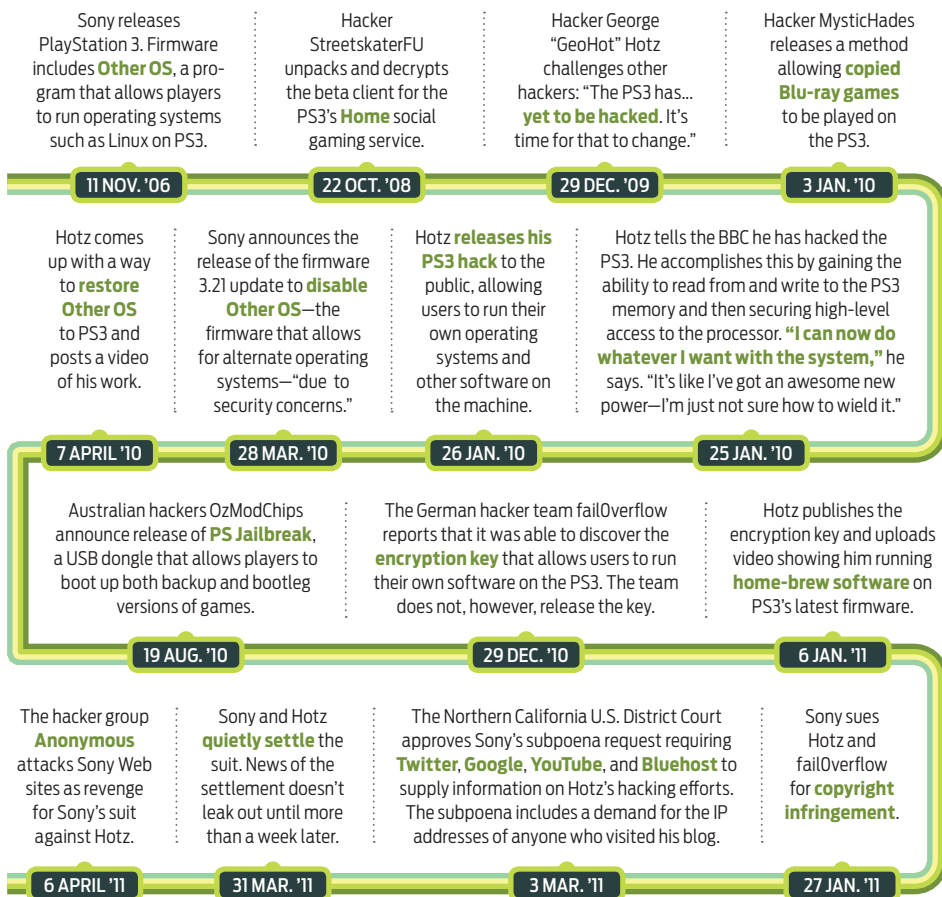 Sony releases
PlayStation 3. Firmware
includes Other OS, a pro-
gram that allows players
to run operating systems
such as Linux on PS3.
11 NOV. '06
Hacker
StreetskaterFU
unpacks and decrypts
the beta client for the
PS3's Home social
gaming service.
22 OCT. '08
Hacker George
“GeoHot” Hotz
challenges other
hackers: “The PS3 has...
yet to be hacked. It's
time for that to change.”
29 DEC. '09
Hacker MysticHades
releases a method
allowing copied
Blu-ray games
to be played on
the PS3.
3 JAN. '10
Hotz tells the BBC he has hacked the
PS3. He accomplishes this by gaining the
ability to read from and write to the PS3
memory and then securing high-level
access to the processor. “I can now do
whatever I want with the system,” he
says. “It's like I've got an awesome new
power—I'm just not sure how to wield it.”
25 JAN. '10
Hotz releases his
PS3 hack to the
public, allowing
users to run their
own operating
systems and
other software on
the machine.
26 JAN. '10
Sony announces the
release of the firmware
3.21 update to disable
Other OS—the
firmware that allows
for alternate operating
systems—“due to
security concerns.”
28 MAR. '10
Hotz comes
up with a way
to restore
Other OS
to PS3 and
posts a video
of his work.
7 APRIL '10
Australian hackers OzModChips
announce release of PS Jailbreak,
a USB dongle that allows players to
boot up both backup and bootleg
versions of games.
19 AUG. '10
The German hacker team fail0verflow
reports that it was able to discover the
encryption key that allows users to run
their own software on the PS3. The team
does not, however, release the key.
29 DEC. '10
Hotz publishes the
encryption key and uploads
video showing him running
home-brew software on
PS3's latest firmware.
6 JAN. '11
Sony sues
Hotz and
fail0verflow
for copyright
infringement.
27 JAN. '11
The Northern California U.S. District Court
approves Sony's subpoena request requiring
Twitter, Google, YouTube, and Bluehost to
supply information on Hotz's hacking efforts.
The subpoena includes a demand for the IP
addresses of anyone who visited his blog.
3 MAR. '11
Sony and Hotz
quietly settle the
suit. News of the
settlement doesn't
leak out until more
than a week later.
31 MAR. '11
The hacker group
Anonymous
attacks Sony Web
sites as revenge
for Sony's suit
against Hotz.
6 APRIL '11